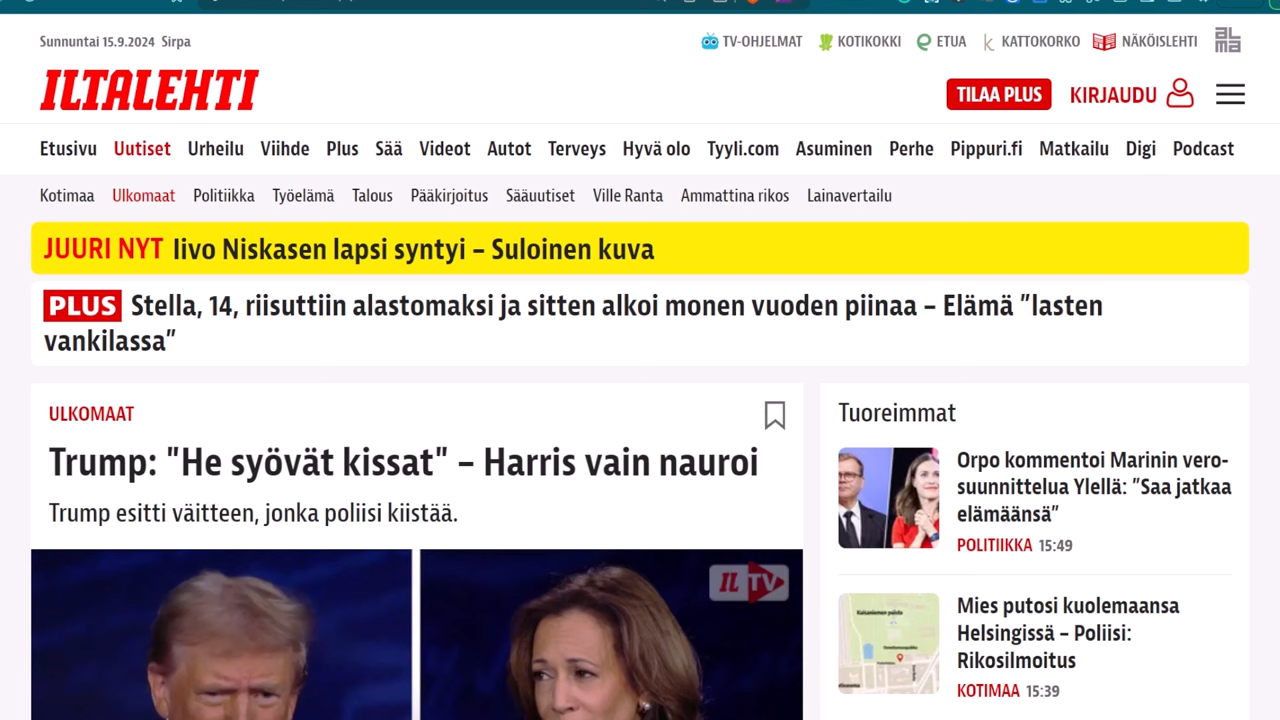 Sunnuntai 15.9.2024 Sirpa
TV-OHJELMAT KOTIKOKKI ETUA KATTOKORKO NÄKÖISLEHTI ALMA
ILTALEHTI
TILAA PLUS KIRJAUDU
Etusivu Uutiset Urheilu Viihde Plus Sää Videot Autot Terveys Hyvä olo Tyyli.com Asuminen Perhe Pippuri.fi Matkailu Digi Podcast
Kotimaa Ulkomaat Politiikka Työelämä Talous Pääkirjoitus Sääuutiset Ville Ranta Ammattina rikos Lainavertailu
JUURI NYT Iivo Niskasen lapsi syntyi – Suloinen kuva
PLUS Stella, 14, riisuttiin alastomaksi ja sitten alkoi monen vuoden piinaa – Elämä ”lasten
vankilassa”
ULKOMAAT
Trump: "He syövät kissat" – Harris vain nauroi
Trump esitti väitteen, jonka poliisi kiistää.
IL TV
Tuoreimmat
Orpo kommentoi Marinin vero-
suunnittelua Ylellä: ”Saa jatkaa
elämäänsä”
POLITIIKKA 15:49
Mies putosi kuolemaansa
Helsingissä – Poliisi:
Rikosilmoitus
KOTIMAA 15:39